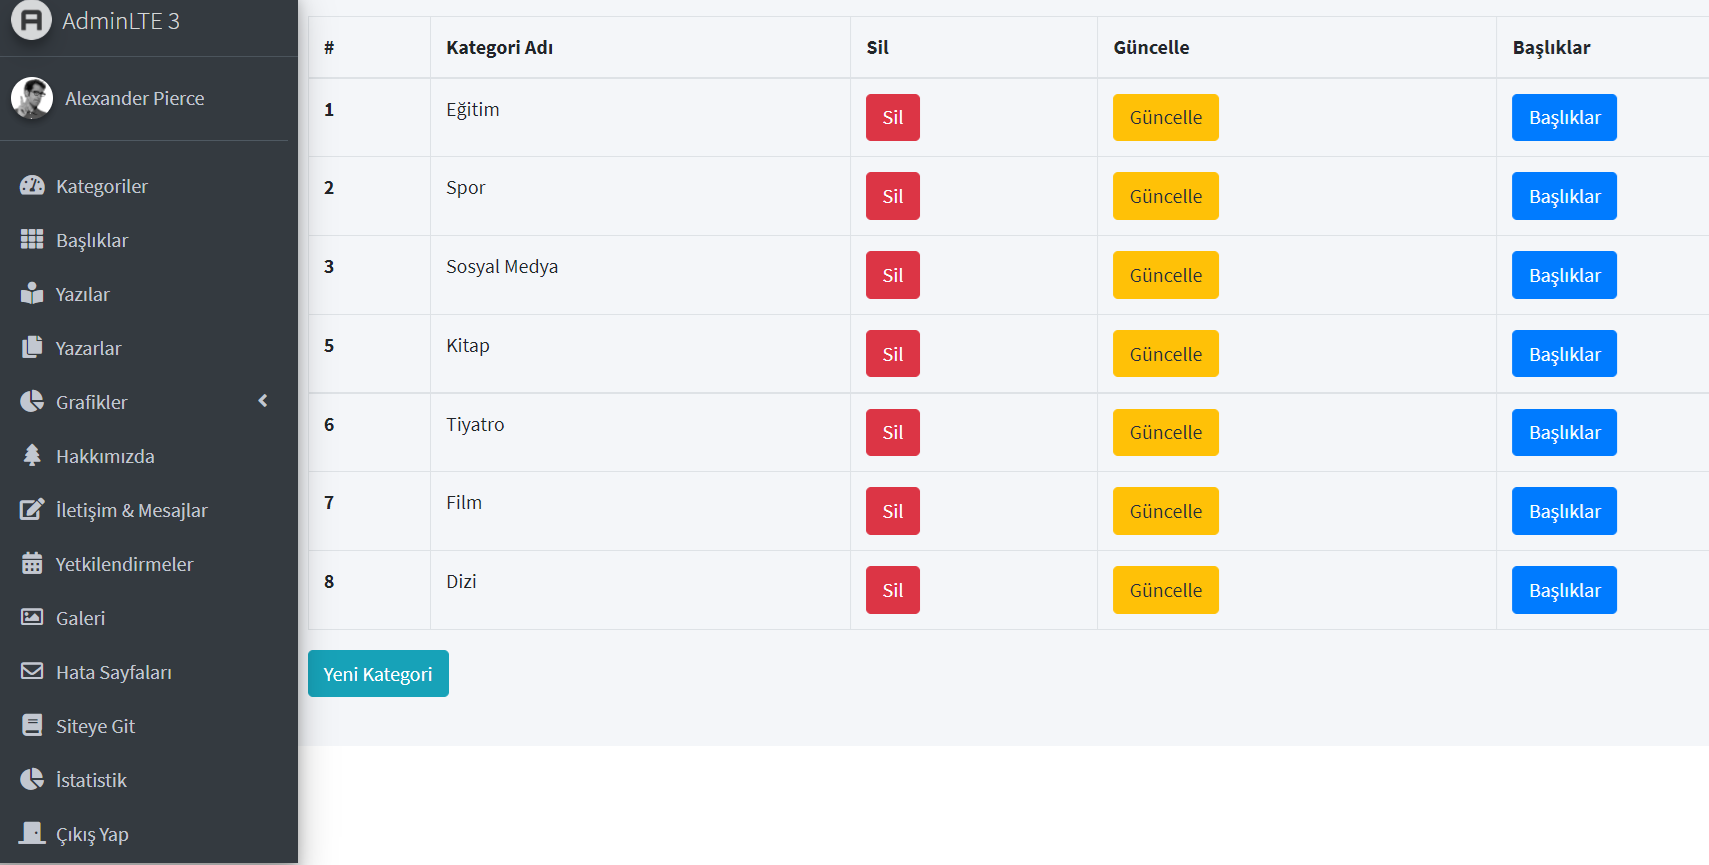 AdminLTE 3
Alexander Pierce
Kategoriler
Başlıklar
Yazılar
Yazarlar
Grafikler
Hakkımızda
İletişim & Mesajlar
Yetkilendirmeler
Galeri
Hata Sayfaları
Siteye Git
İstatistik
Çıkış Yap
# Kategori Adı Sil Güncelle Başlıklar
1 Eğitim Sil Güncelle Başlıklar
2 Spor Sil Güncelle Başlıklar
3 Sosyal Medya Sil Güncelle Başlıklar
5 Kitap Sil Güncelle Başlıklar
6 Tiyatro Sil Güncelle Başlıklar
7 Film Sil Güncelle Başlıklar
8 Dizi Sil Güncelle Başlıklar
Yeni Kategori